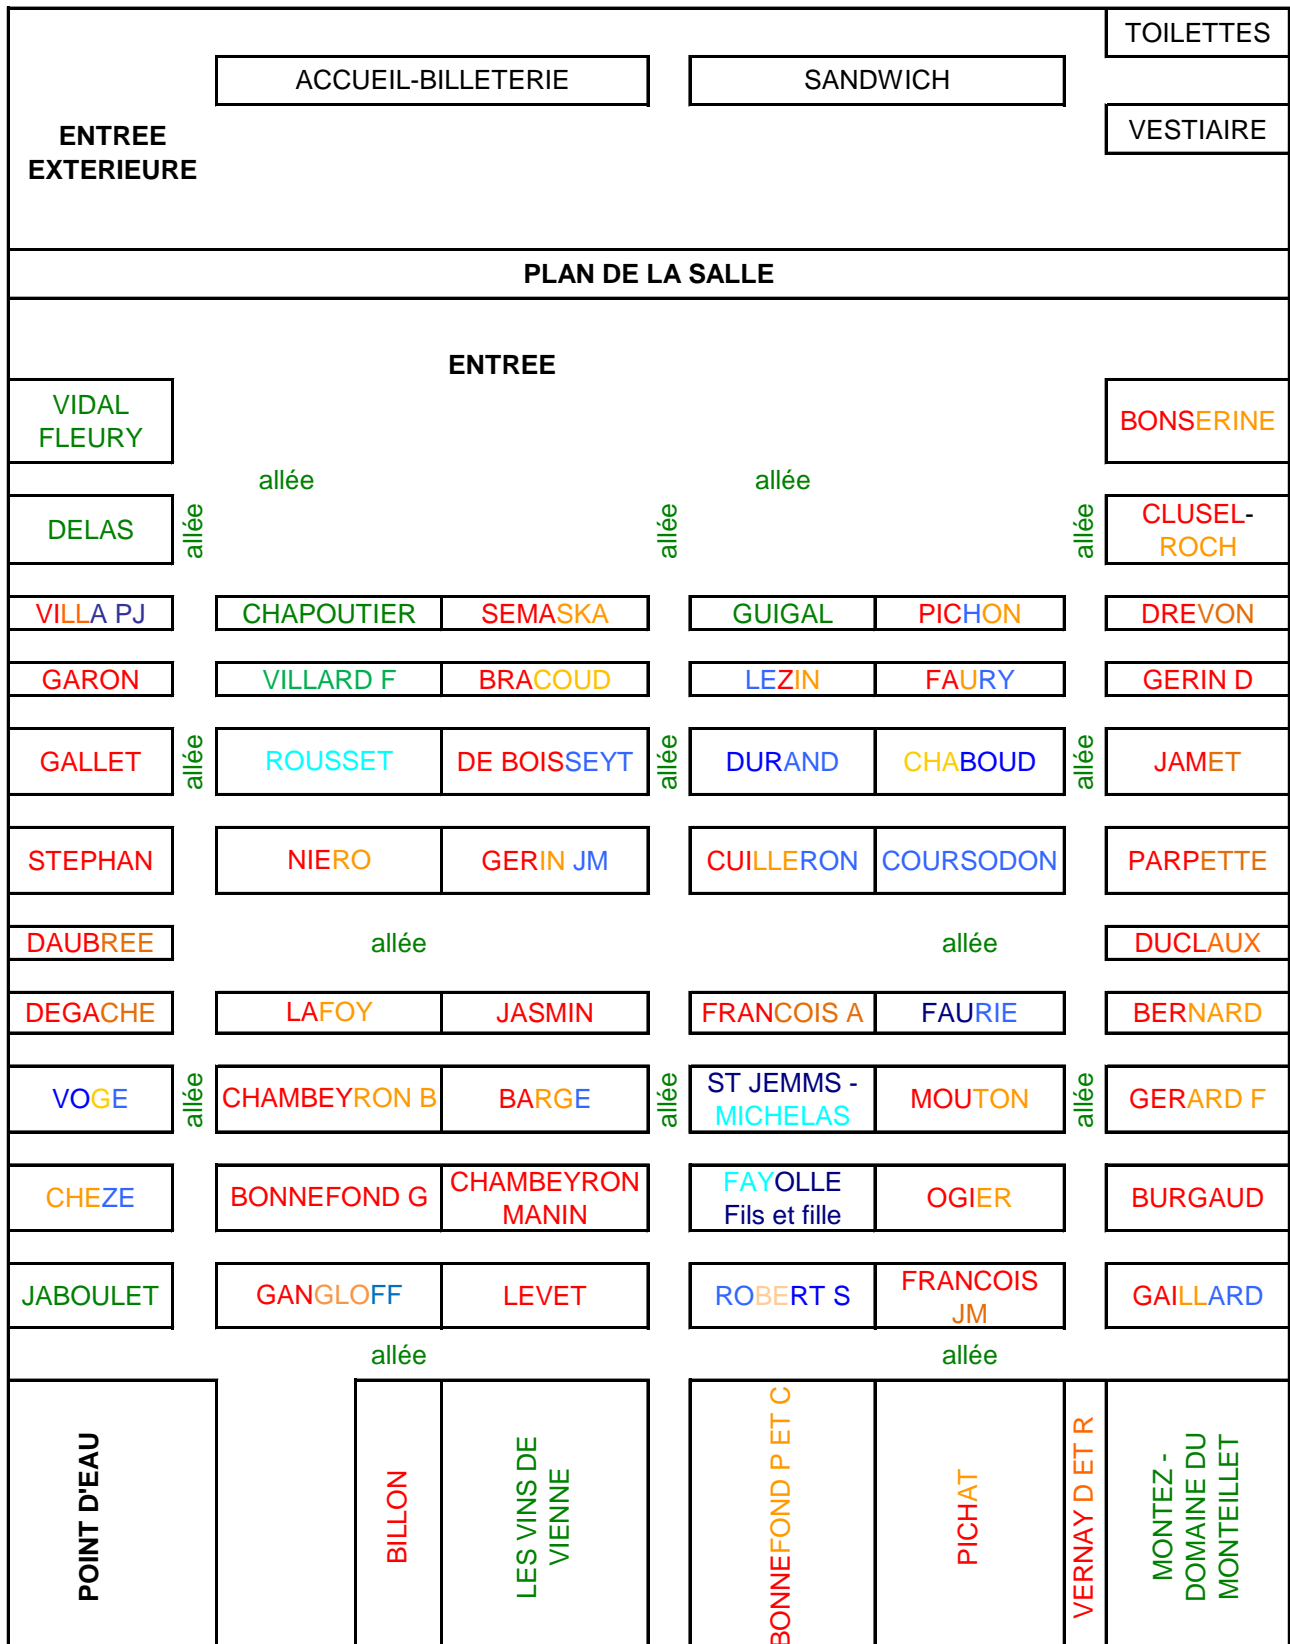 TOILETTES
ACCUEIL-BILLETERIE
SANDWICH
VESTIAIRE
ENTREE
EXTERIEURE
PLAN DE LA SALLE
ENTREE
VIDAL
FLEURY
BONSERINE
allée
allée
DELAS
allée
allée
allée
CLUSEL-
ROCH
VILLA PJ
CHAPOUTIER
SEMASKA
GUIGAL
PICHON
DREVON
GARON
VILLARD F
BRACOUD
LEZIN
FAURY
GERIN D
GALLET
allée
ROUSSET
DE BOISSEYT
allée
DURAND
CHABOUD
allée
JAMET
STEPHAN
NIERO
GERIN JM
CUILLERON
COURSODON
PARPETTE
DAUBREE
allée
allée
DUCLAUX
DEGACHE
LAFOY
JASMIN
FRANCOIS A
FAURIE
BERNARD
VOGE
allée
CHAMBEYRON B
BARGE
allée
ST JEMMS -
MICHELAS
MOUTON
allée
GERARD F
CHEZE
BONNEFOND G
CHAMBEYRON
MANIN
FAYOLLE
Fils et fille
OGIER
BURGAUD
JABOULET
GANGLOFF
LEVET
ROBERT S
FRANCOIS
JM
GAILLARD
allée
allée
POINT D'EAU
BILLON
LES VINS DE
VIENNE
BONNEFOND P ET C
PICHAT
VERNAY D ET R
MONTEZ -
DOMAINE DU
MONTEILLET